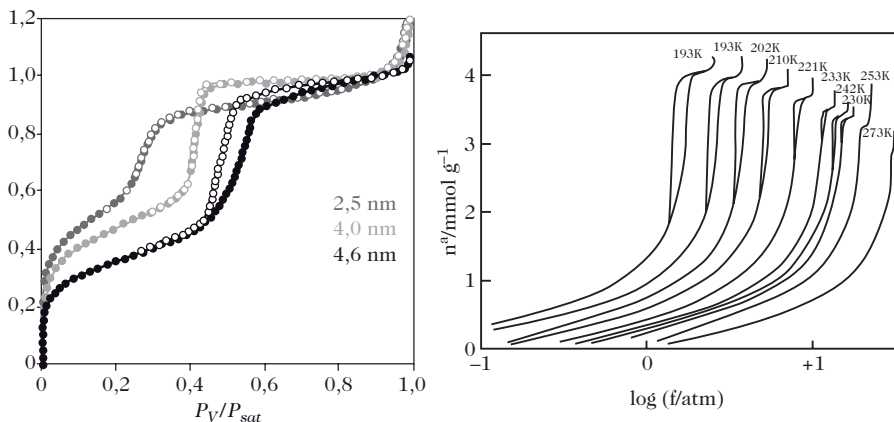 1,2
1,0
0,8
0,6
0,4
0,2
0
0
0,2
0,4
0,6
0,8
1,0
P_V/P_sat
2,5 nm
4,0 nm
4,6 nm
4
3
2
1
0
n^a/mmol g^−1
193K
193K
202K
210K
221K
233K
242K
230K
253K
273K
−1
0
+1
log (f/atm)